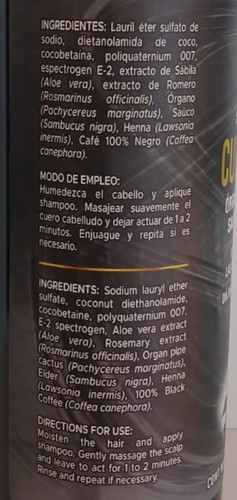 INGREDIENTES: Lauril éter sulfato de
sodio, dietanolamida de coco,
cocobetaina, poliquaternium 007,
espectrogen E-2, extracto de Sábila
(Aloe vera), extracto de Romero
(Rosmarinus officinalis), Órgano
(Pachycereus marginatus), Saúco
(Sambucus nigra), Henna (Lawsonia
inermis), Café 100% Negro (Coffea
canephora).
MODO DE EMPLEO:
Humedezca el cabello y aplique
shampoo. Masajear suavemente el
cuero cabelludo y dejar actuar de 1 a 2
minutos. Enjuague y repita si es
necesario.
INGREDIENTS: Sodium lauryl ether
sulfate, coconut diethanolamide,
cocobetaine, polyquaternium 007,
E-2 spectrogen, Aloe vera extract
(Aloe vera), Rosemary extract
(Rosmarinus officinalis), Organ pipe
cactus (Pachycereus marginatus),
Elder (Sambucus nigra), Henna
(Lawsonia inermis), 100% Black
Coffee (Coffea canephora).
DIRECTIONS FOR USE:
Moisten the hair and apply
shampoo. Gently massage the scalp
and leave to act for 1 to 2 minutes.
Rinse and repeat if necessary.